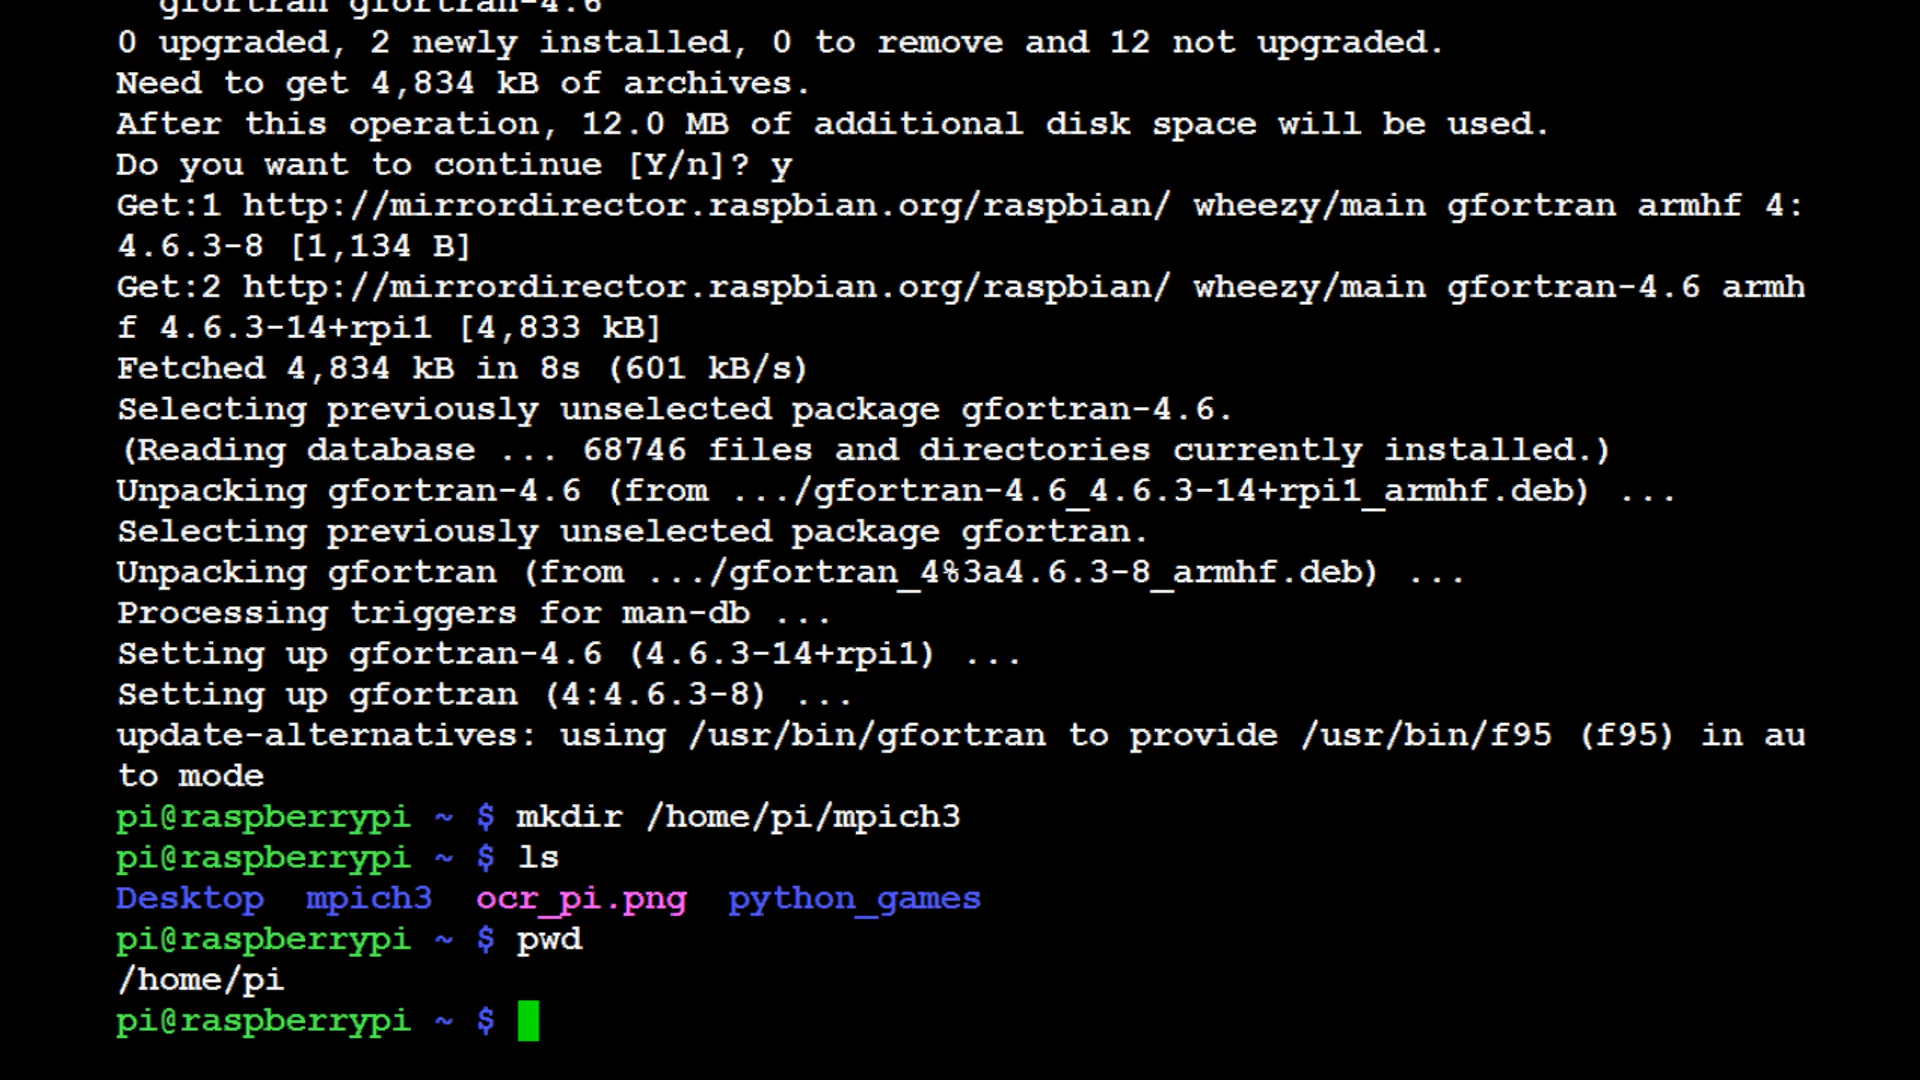 gfortran gfortran-4.6
0 upgraded, 2 newly installed, 0 to remove and 12 not upgraded.
Need to get 4,834 kB of archives.
After this operation, 12.0 MB of additional disk space will be used.
Do you want to continue [Y/n]? y
Get:1 http://mirrordirector.raspbian.org/raspbian/ wheezy/main gfortran armhf 4:
4.6.3-8 [1,134 B]
Get:2 http://mirrordirector.raspbian.org/raspbian/ wheezy/main gfortran-4.6 armh
f 4.6.3-14+rpi1 [4,833 kB]
Fetched 4,834 kB in 8s (601 kB/s)
Selecting previously unselected package gfortran-4.6.
(Reading database ... 68746 files and directories currently installed.)
Unpacking gfortran-4.6 (from .../gfortran-4.6_4.6.3-14+rpi1_armhf.deb) ...
Selecting previously unselected package gfortran.
Unpacking gfortran (from .../gfortran_4%3a4.6.3-8_armhf.deb) ...
Processing triggers for man-db ...
Setting up gfortran-4.6 (4.6.3-14+rpi1) ...
Setting up gfortran (4:4.6.3-8) ...
update-alternatives: using /usr/bin/gfortran to provide /usr/bin/f95 (f95) in au
to mode
pi@raspberrypi ~ $ mkdir /home/pi/mpich3
pi@raspberrypi ~ $ ls
Desktop  mpich3  ocr_pi.png  python_games
pi@raspberrypi ~ $ pwd
/home/pi
pi@raspberrypi ~ $